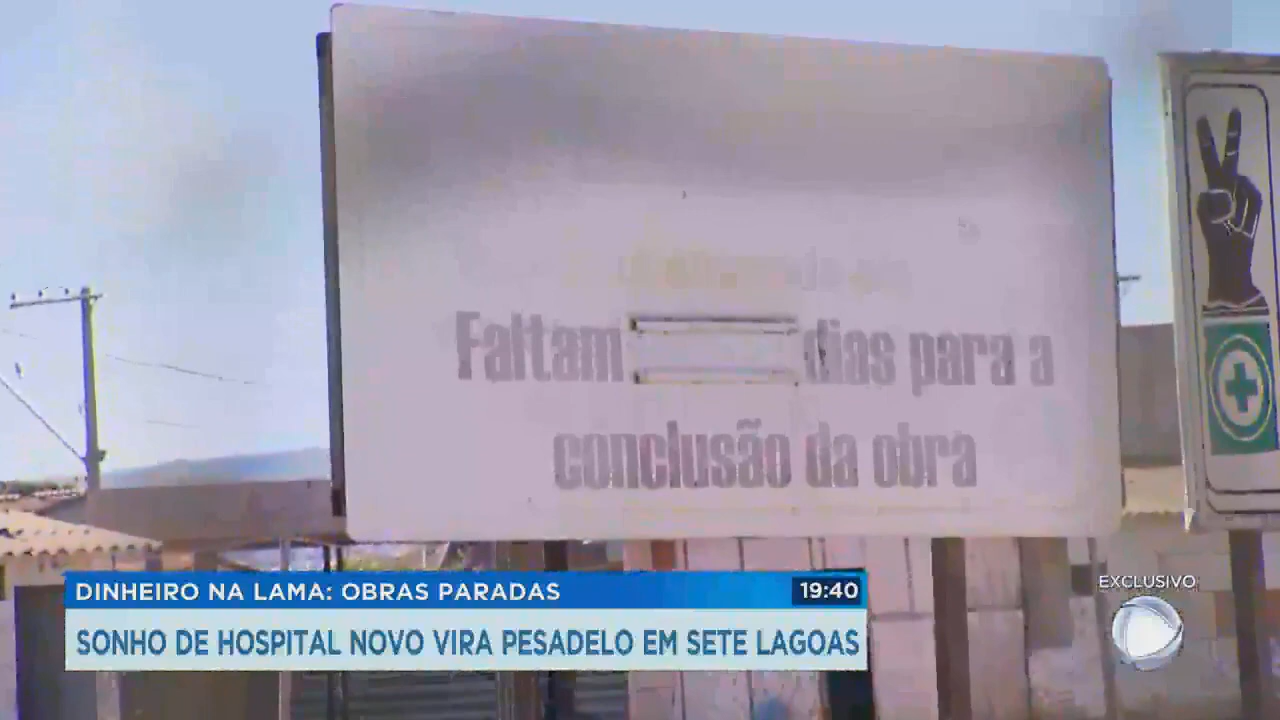 Faltam dias para a
conclusão da obra
DINHEIRO NA LAMA: OBRAS PARADAS
19:40
SONHO DE HOSPITAL NOVO VIRA PESADELO EM SETE LAGOAS
EXCLUSIVO